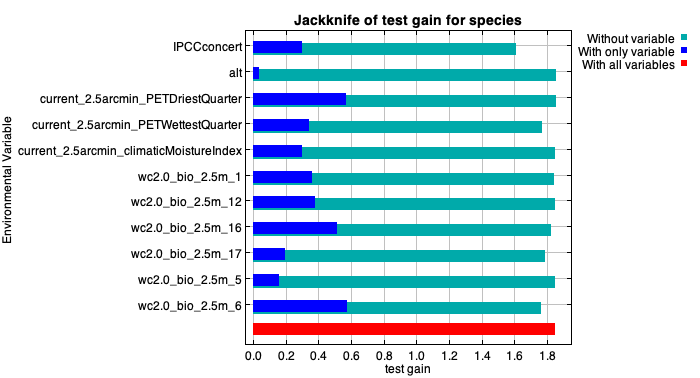 Jackknife of test gain for species
Without variable
With only variable
With all variables
Environmental Variable
IPCCconcert
alt
current_2.5arcmin_PETDriestQuarter
current_2.5arcmin_PETWettestQuarter
current_2.5arcmin_climaticMoistureIndex
wc2.0_bio_2.5m_1
wc2.0_bio_2.5m_12
wc2.0_bio_2.5m_16
wc2.0_bio_2.5m_17
wc2.0_bio_2.5m_5
wc2.0_bio_2.5m_6
0.0 0.2 0.4 0.6 0.8 1.0 1.2 1.4 1.6 1.8
test gain